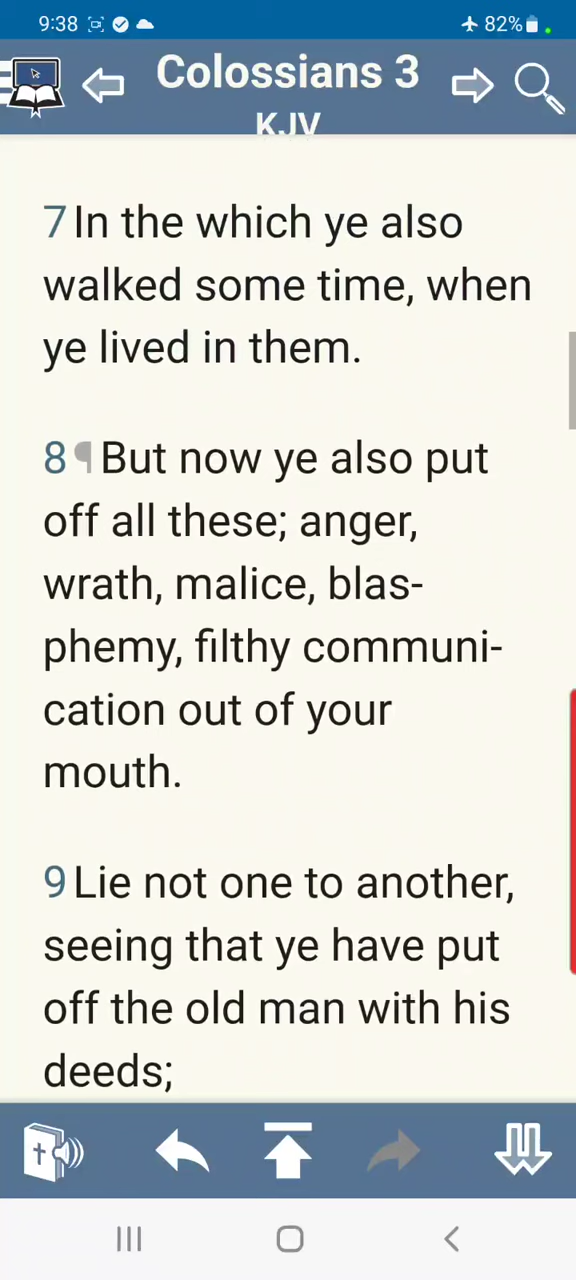 9:38 82%
Colossians 3
KJV
7 In the which ye also
walked some time, when
ye lived in them.
8 ¶ But now ye also put
off all these; anger,
wrath, malice, blas-
phemy, filthy communi-
cation out of your
mouth.
9 Lie not one to another,
seeing that ye have put
off the old man with his
deeds;